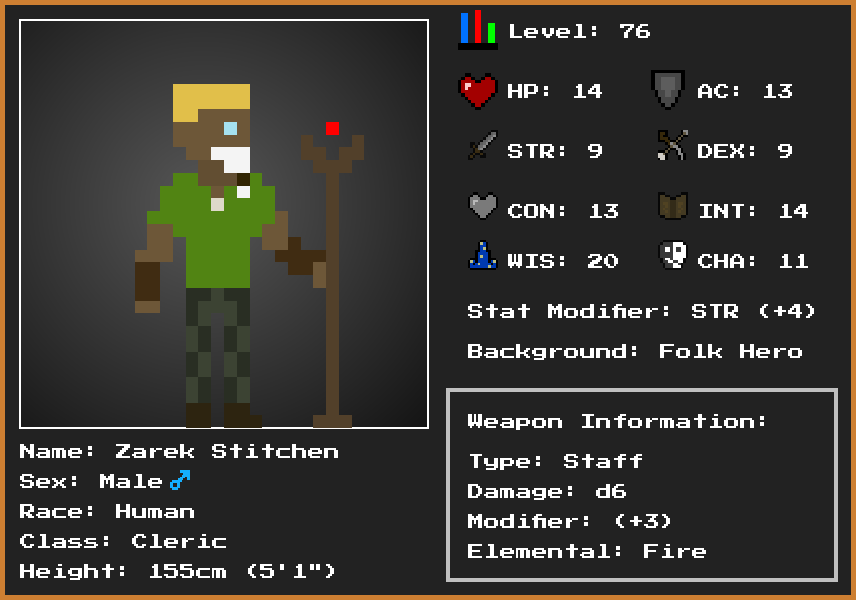 Level: 76
HP: 14 AC: 13
STR: 9 DEX: 9
CON: 13 INT: 14
WIS: 20 CHA: 11
Stat Modifier: STR (+4)
Background: Folk Hero
Weapon Information:
Type: Staff
Damage: d6
Modifier: (+3)
Elemental: Fire
Name: Zarek Stitchen
Sex: Male♂
Race: Human
Class: Cleric
Height: 155cm (5'1")